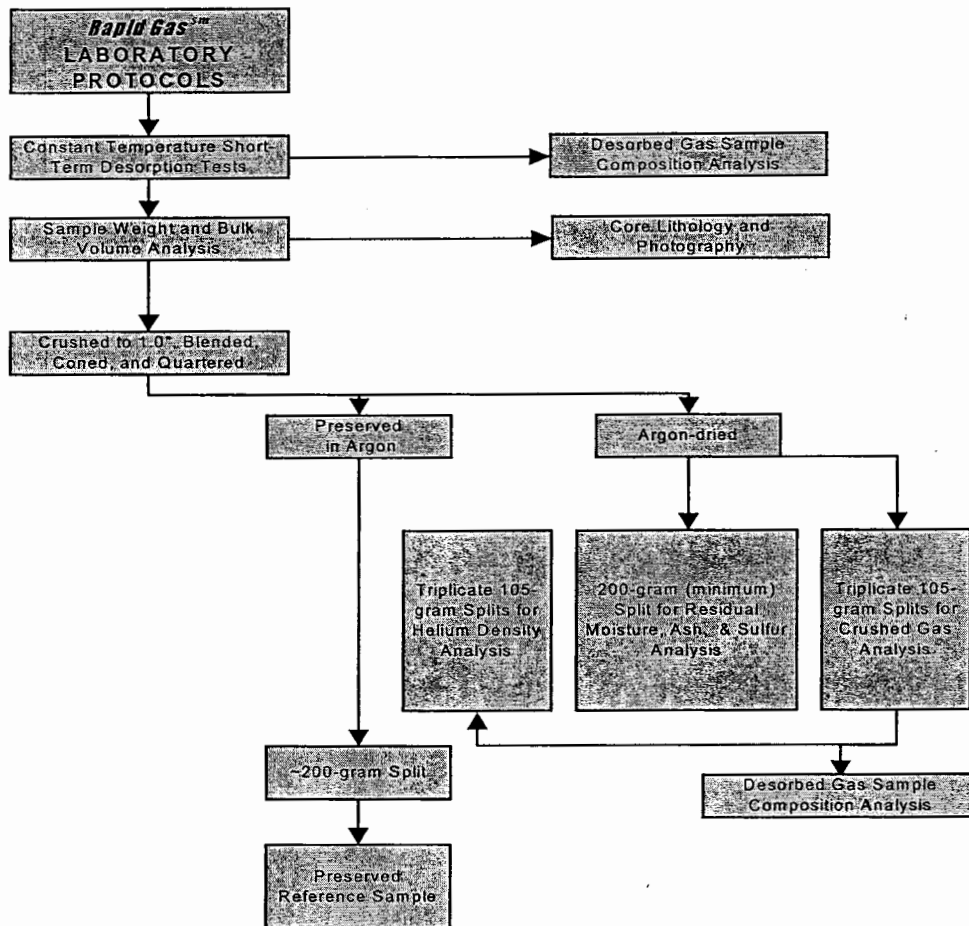 Rapid Gas sm
LABORATORY
PROTOCOLS
Constant Temperature Short-
Term Desorption Tests
Desorbed Gas Sample
Composition Analysis
Sample Weight and Bulk
Volume Analysis
Core Lithology and
Photography
Crushed to 1.0", Blended,
Coned, and Quartered
Preserved
in Argon
Argon-dried
Triplicate 105-
gram Splits for
Helium Density
Analysis
200-gram (minimum)
Split for Residual
Moisture, Ash, & Sulfur
Analysis
Triplicate 105-
gram Splits for
Crushed Gas
Analysis
~200-gram Split
Desorbed Gas Sample
Composition Analysis
Preserved
Reference Sample